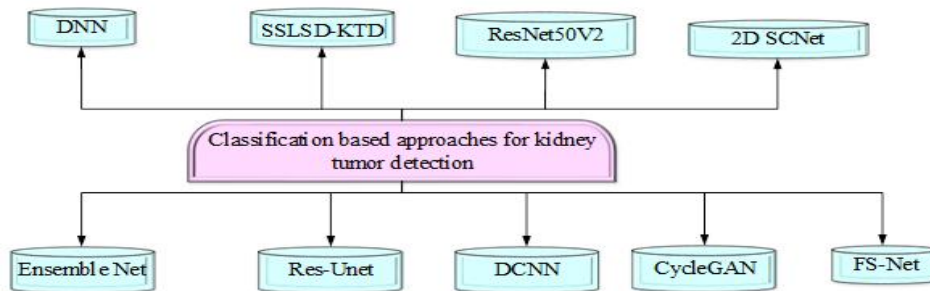 DNN
SSLSD-KTD
ResNet50V2
2D SCNet
Classification based approaches for kidney
tumor detection
Ensemble Net
Res-Unet
DCNN
CycleGAN
FS-Net